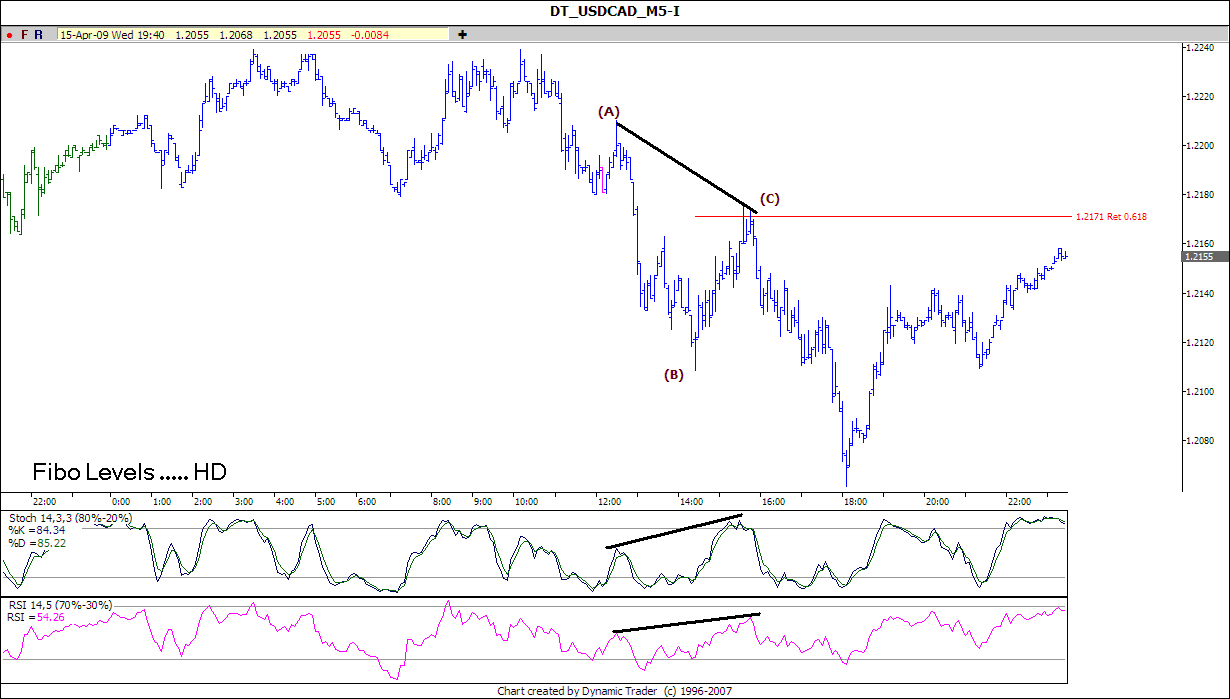 DT_USDCAD_M5-I
F R 15-Apr-09 Wed 19:40 1.2055 1.2068 1.2055 1.2055 -0.0084
1.2240
1.2220
(A)
1.2200
1.2180
(C)
1.2171 Ret 0.618
1.2160
1.2155
1.2140
1.2120
(B)
1.2100
1.2080
Fibo Levels ..... HD
22:00 0:00 1:00 2:00 3:00 4:00 5:00 6:00 8:00 9:00 10:00 12:00 14:00 16:00 18:00 20:00 22:00
Stoch 14,3,3 (80%-20%)
%K =84.34
%D =85.22
RSI 14,5 (70%-30%)
RSI =54.26
Chart created by Dynamic Trader (c) 1996-2007